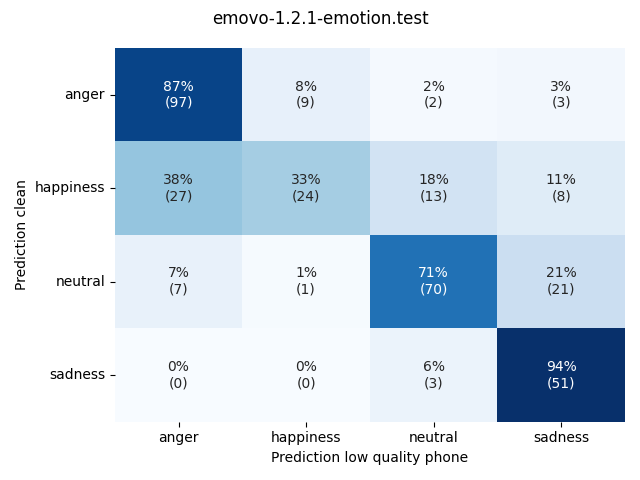 emovo-1.2.1-emotion.test
Prediction clean
anger
87% 8% 2% 3%
(97) (9) (2) (3)
happiness
38% 33% 18% 11%
(27) (24) (13) (8)
neutral
7% 1% 71% 21%
(7) (1) (70) (21)
sadness
0% 0% 6% 94%
(0) (0) (3) (51)
anger happiness neutral sadness
Prediction low quality phone